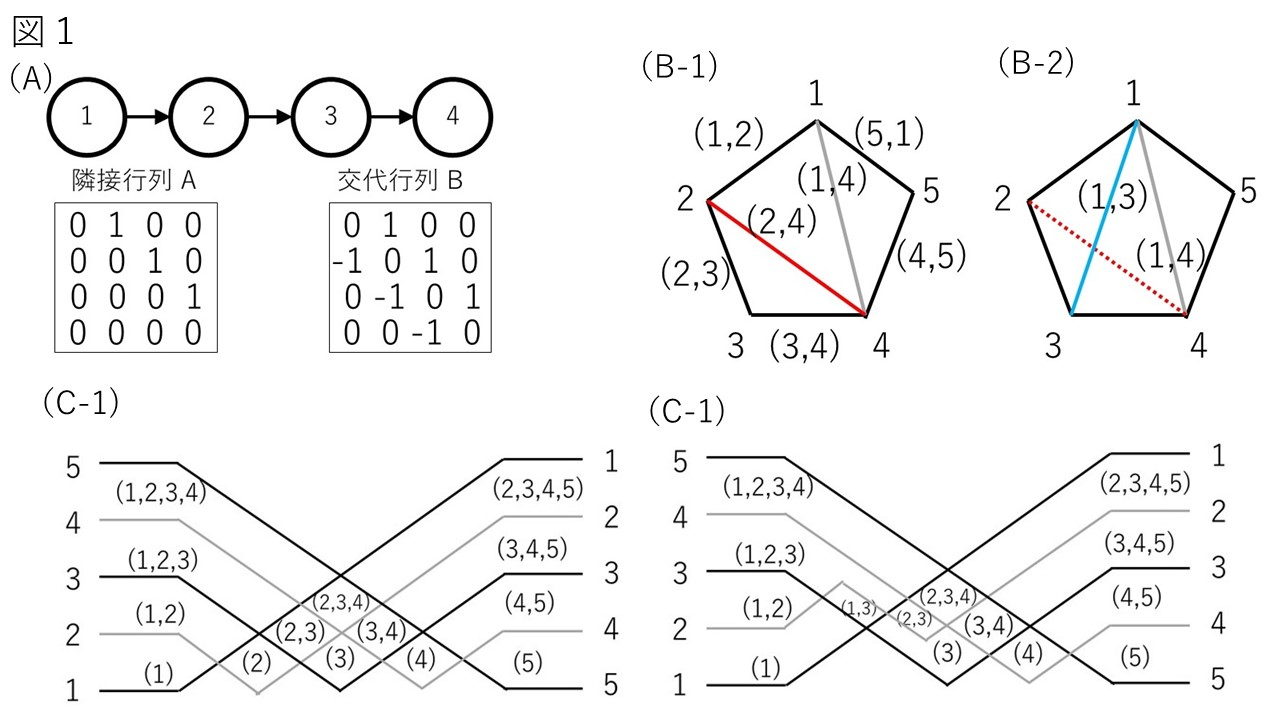 図1
(A)
1 2 3 4
隣接行列 A
0 1 0 0
0 0 1 0
0 0 0 1
0 0 0 0
交代行列 B
0 1 0 0
-1 0 1 0
0 -1 0 1
0 0 -1 0
(B-1)
1
(1,2) (5,1)
(1,4)
2 5
(2,4)
(2,3) (4,5)
3 (3,4) 4
(B-2)
1
2 (1,3) 5
(1,4)
3 4
(C-1)
5 1
(1,2,3,4) (2,3,4,5)
4 2
(1,2,3) (3,4,5)
3 3
(1,2) (2,3,4) (4,5)
2 (2,3) (3,4) 4
(1) (2) (3) (4) (5)
1 5
(C-1)
5 1
(1,2,3,4) (2,3,4,5)
4 2
(1,2,3) (3,4,5)
3 3
(1,2) (1,3) (2,3,4) (4,5)
2 (2,3) (3,4) 4
(1) (3) (4) (5)
1 5